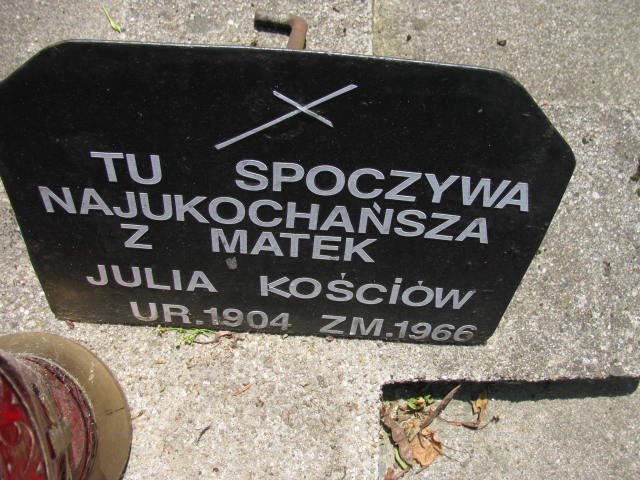 TU SPOCZYWA
NAJUKOCHAŃSZA
Z MATEK
JULIA KOŚCIÓW
UR. 1904 ZM. 1966